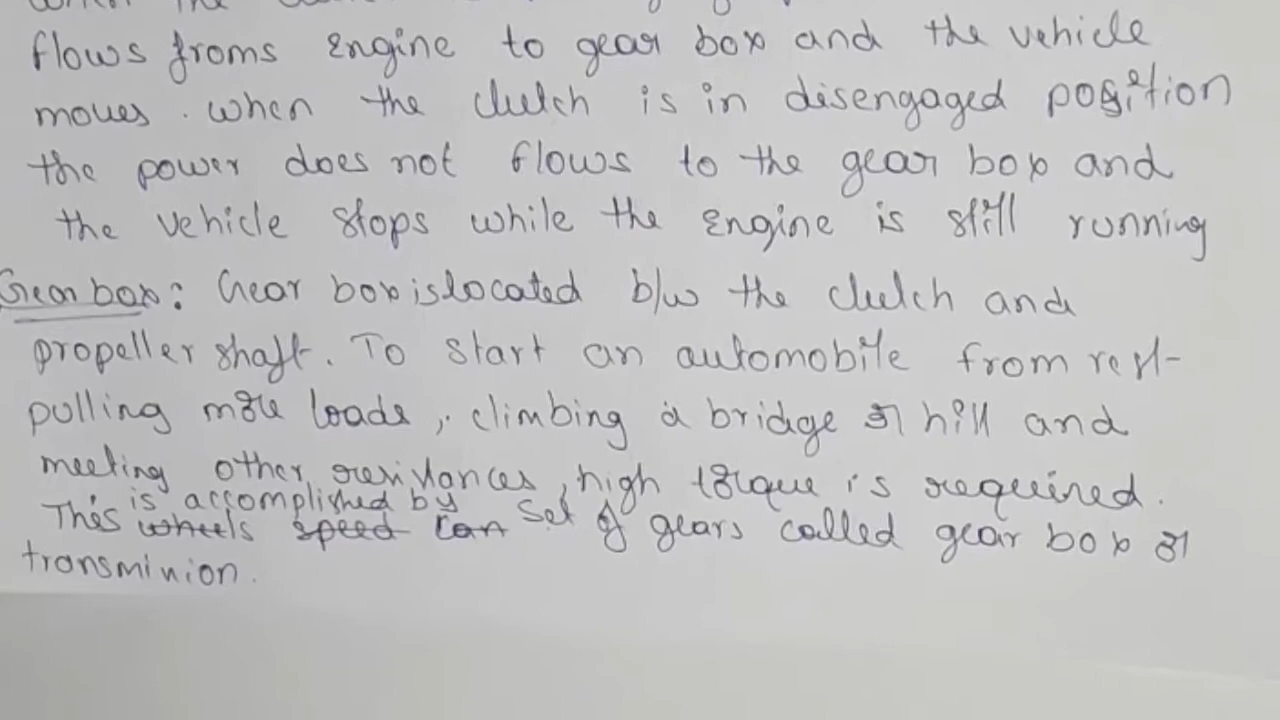 flows froms engine to gear box and the vehicle
moves. when the clutch is in disengaged position
the power does not flows to the gear box and
the vehicle stops while the engine is still running
Gear box: Gear box is located b/w the clutch and
propeller shaft. To start an automobile from rest
pulling more loads, climbing a bridge or hill and
meeting other resistances, high torque is required.
is accomplished by
This wheels speed can set of gears called gear box or
transmission.